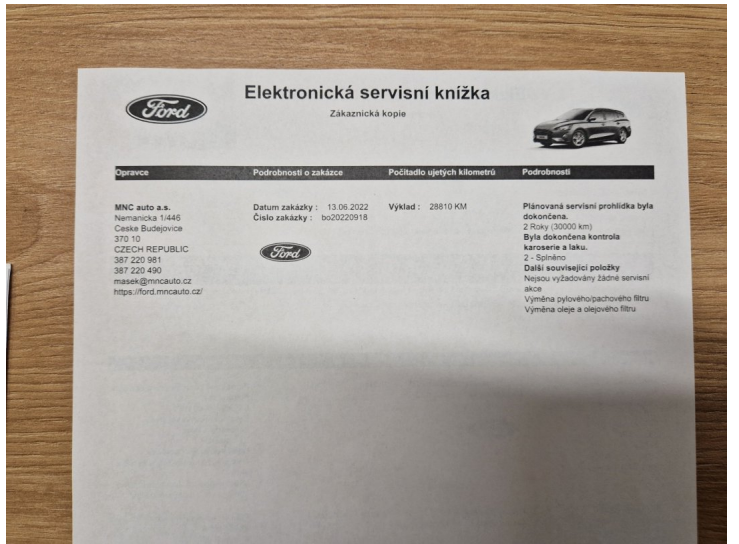 Ford
Elektronická servisní knížka
Zákaznická kopie
Opravce
Podrobnosti o zakázce
Počítadlo ujetých kilometrů
Podrobnosti
MNC auto a.s.
Nemanicka 1/446
Ceske Budejovice
370 10
CZECH REPUBLIC
387 220 981
387 220 490
masek@mncauto.cz
https://ford.mncauto.cz/
Datum zakázky : 13.06.2022
Číslo zakázky : bo20220918
Ford
Výklad : 28810 KM
Plánovaná servisní prohlídka byla
dokončena.
2 Roky (30000 km)
Byla dokončena kontrola
karoserie a laku.
2 - Splněno
Další související položky
Nejsou vyžadovány žádné servisní
akce
Výměna pylového/pachového filtru
Výměna oleje a olejového filtru